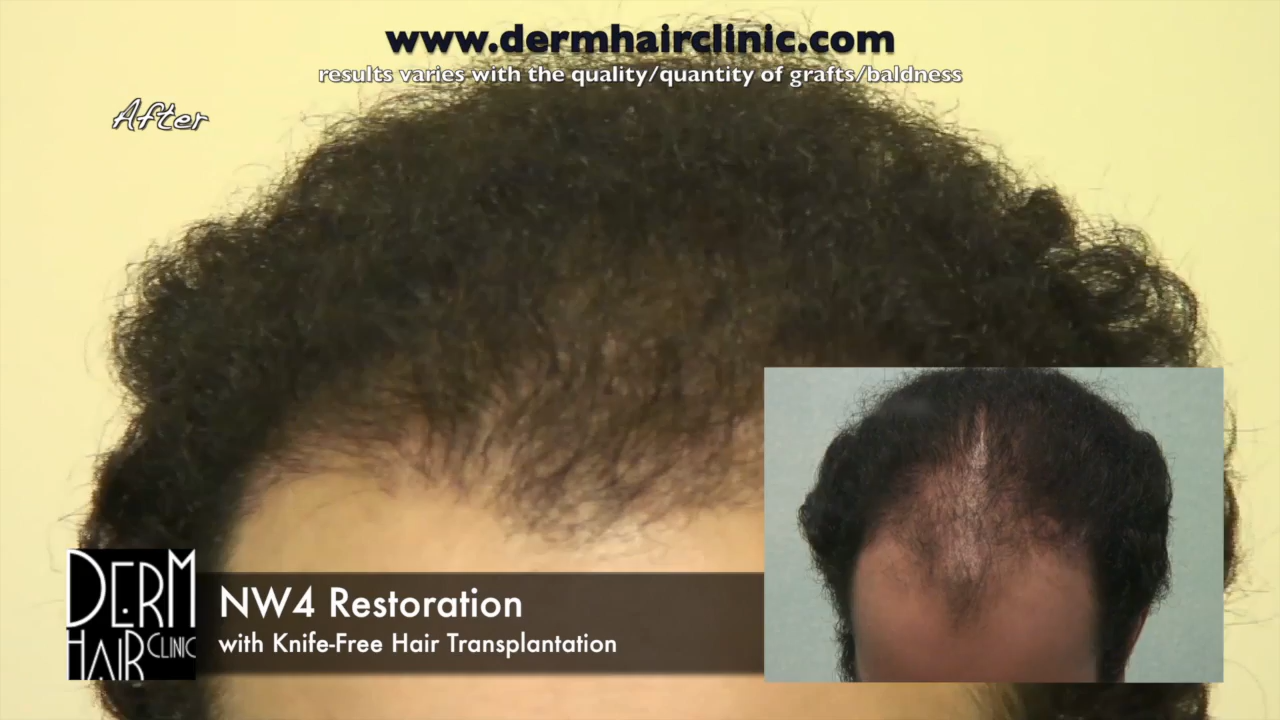 www.dermhairclinic.com
results varies with the quality/quantity of grafts/baldness
After
DERM
HAIR CLINIC
NW4 Restoration
with Knife-Free Hair Transplantation